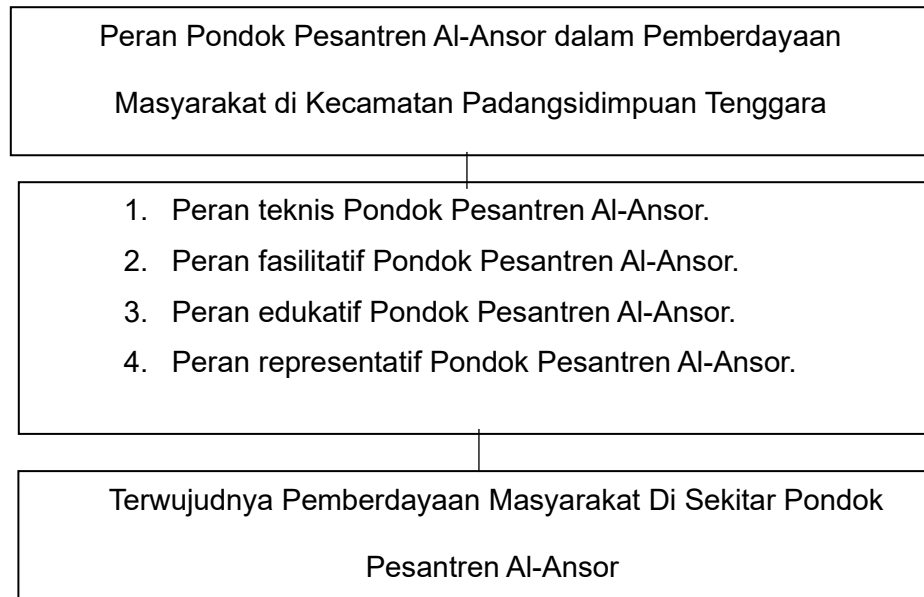 Peran Pondok Pesantren Al-Ansor dalam Pemberdayaan
Masyarakat di Kecamatan Padangsidimpuan Tenggara
1. Peran teknis Pondok Pesantren Al-Ansor.
2. Peran fasilitatif Pondok Pesantren Al-Ansor.
3. Peran edukatif Pondok Pesantren Al-Ansor.
4. Peran representatif Pondok Pesantren Al-Ansor.
Terwujudnya Pemberdayaan Masyarakat Di Sekitar Pondok
Pesantren Al-Ansor